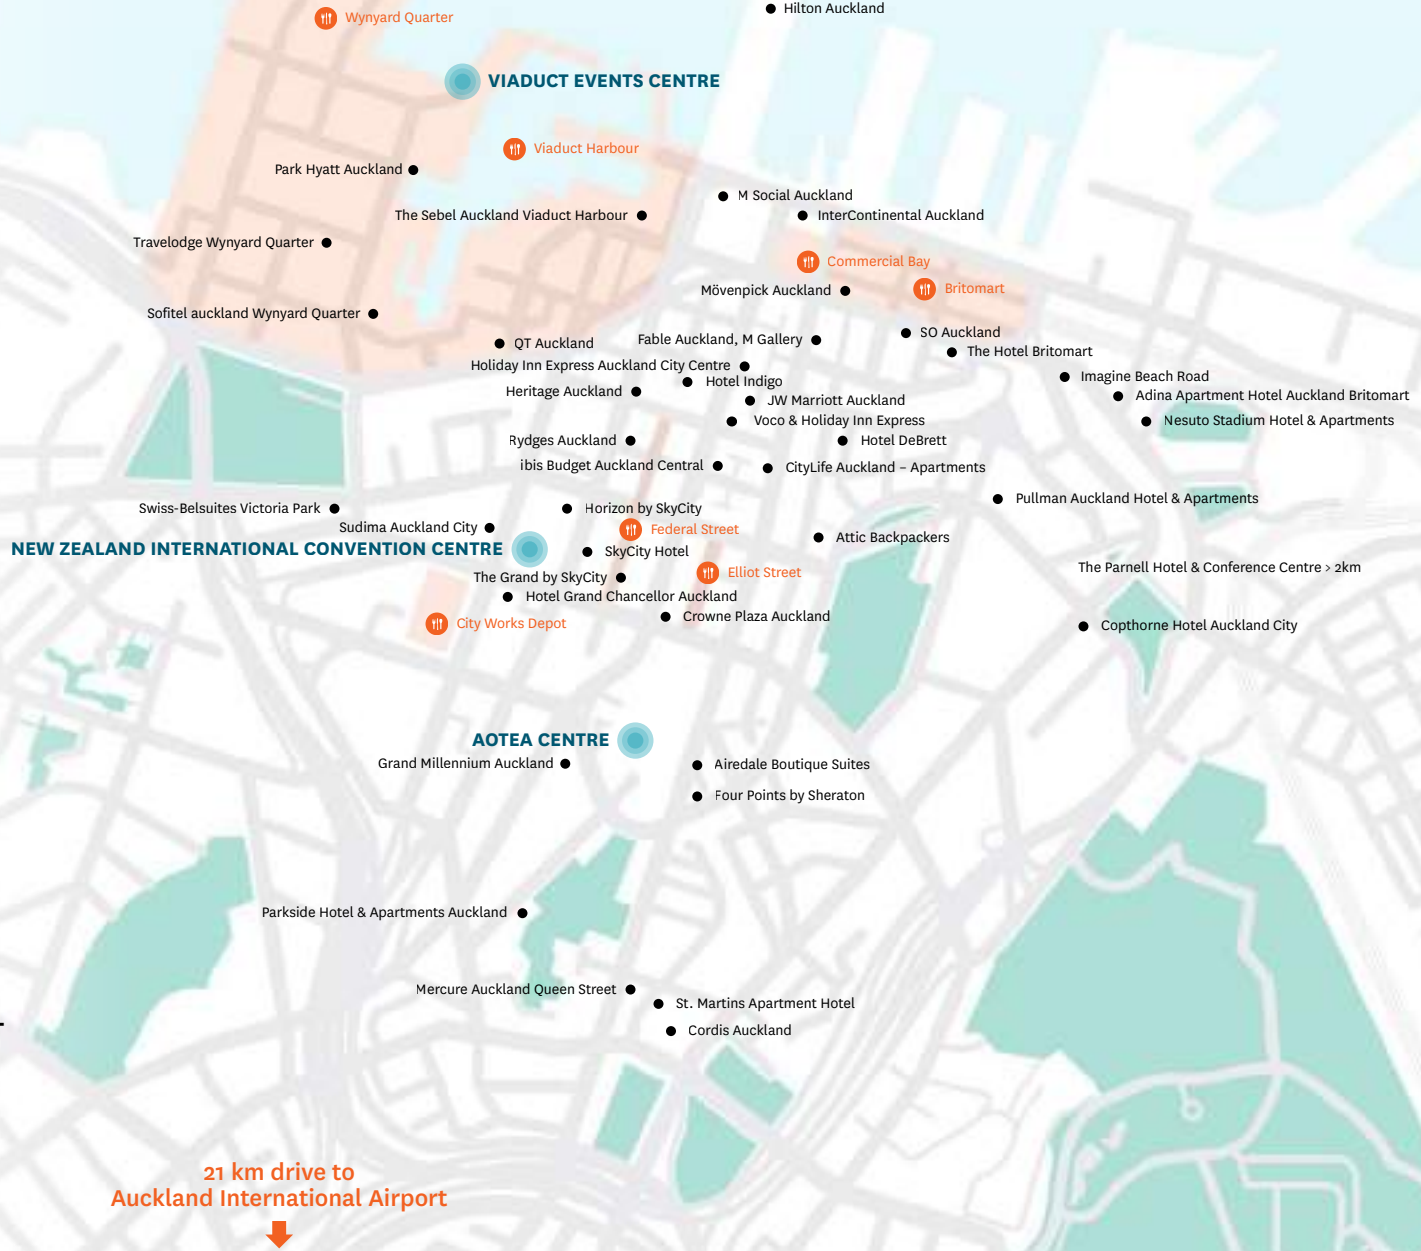 Wynyard Quarter
Hilton Auckland
VIADUCT EVENTS CENTRE
Viaduct Harbour
Park Hyatt Auckland
M Social Auckland
The Sebel Auckland Viaduct Harbour
InterContinental Auckland
Travelodge Wynyard Quarter
Commercial Bay
Mövenpick Auckland
Britomart
Sofitel auckland Wynyard Quarter
SO Auckland
QT Auckland
Fable Auckland, M Gallery
The Hotel Britomart
Holiday Inn Express Auckland City Centre
Imagine Beach Road
Hotel Indigo
Heritage Auckland
Adina Apartment Hotel Auckland Britomart
JW Marriott Auckland
Voco & Holiday Inn Express
Nesuto Stadium Hotel & Apartments
Rydges Auckland
Hotel DeBrett
ibis Budget Auckland Central
CityLife Auckland – Apartments
Pullman Auckland Hotel & Apartments
Swiss-Belsuites Victoria Park
Horizon by SkyCity
Sudima Auckland City
Federal Street
Attic Backpackers
NEW ZEALAND INTERNATIONAL CONVENTION CENTRE
SkyCity Hotel
The Parnell Hotel & Conference Centre > 2km
Elliot Street
The Grand by SkyCity
Hotel Grand Chancellor Auckland
Crowne Plaza Auckland
City Works Depot
Copthorne Hotel Auckland City
AOTEA CENTRE
Grand Millennium Auckland
Airedale Boutique Suites
Four Points by Sheraton
Parkside Hotel & Apartments Auckland
Mercure Auckland Queen Street
St. Martins Apartment Hotel
Cordis Auckland
21 km drive to
Auckland International Airport